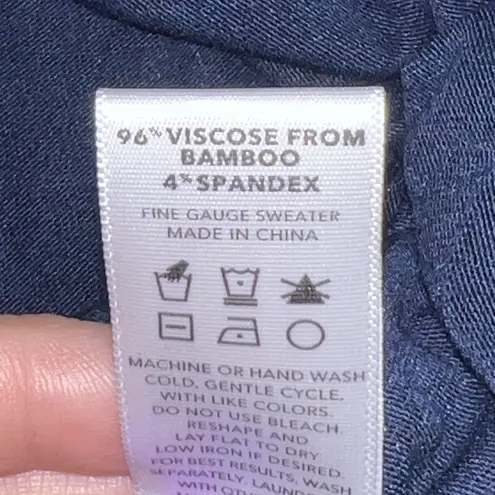 96% VISCOSE FROM
BAMBOO
4% SPANDEX
FINE GAUGE SWEATER
MADE IN CHINA
MACHINE OR HAND WASH
COLD, GENTLE CYCLE,
WITH LIKE COLORS.
DO NOT USE BLEACH.
RESHAPE AND
LAY FLAT TO DRY
LOW IRON IF DESIRED.
FOR BEST RESULTS, WASH
SEPARATELY.